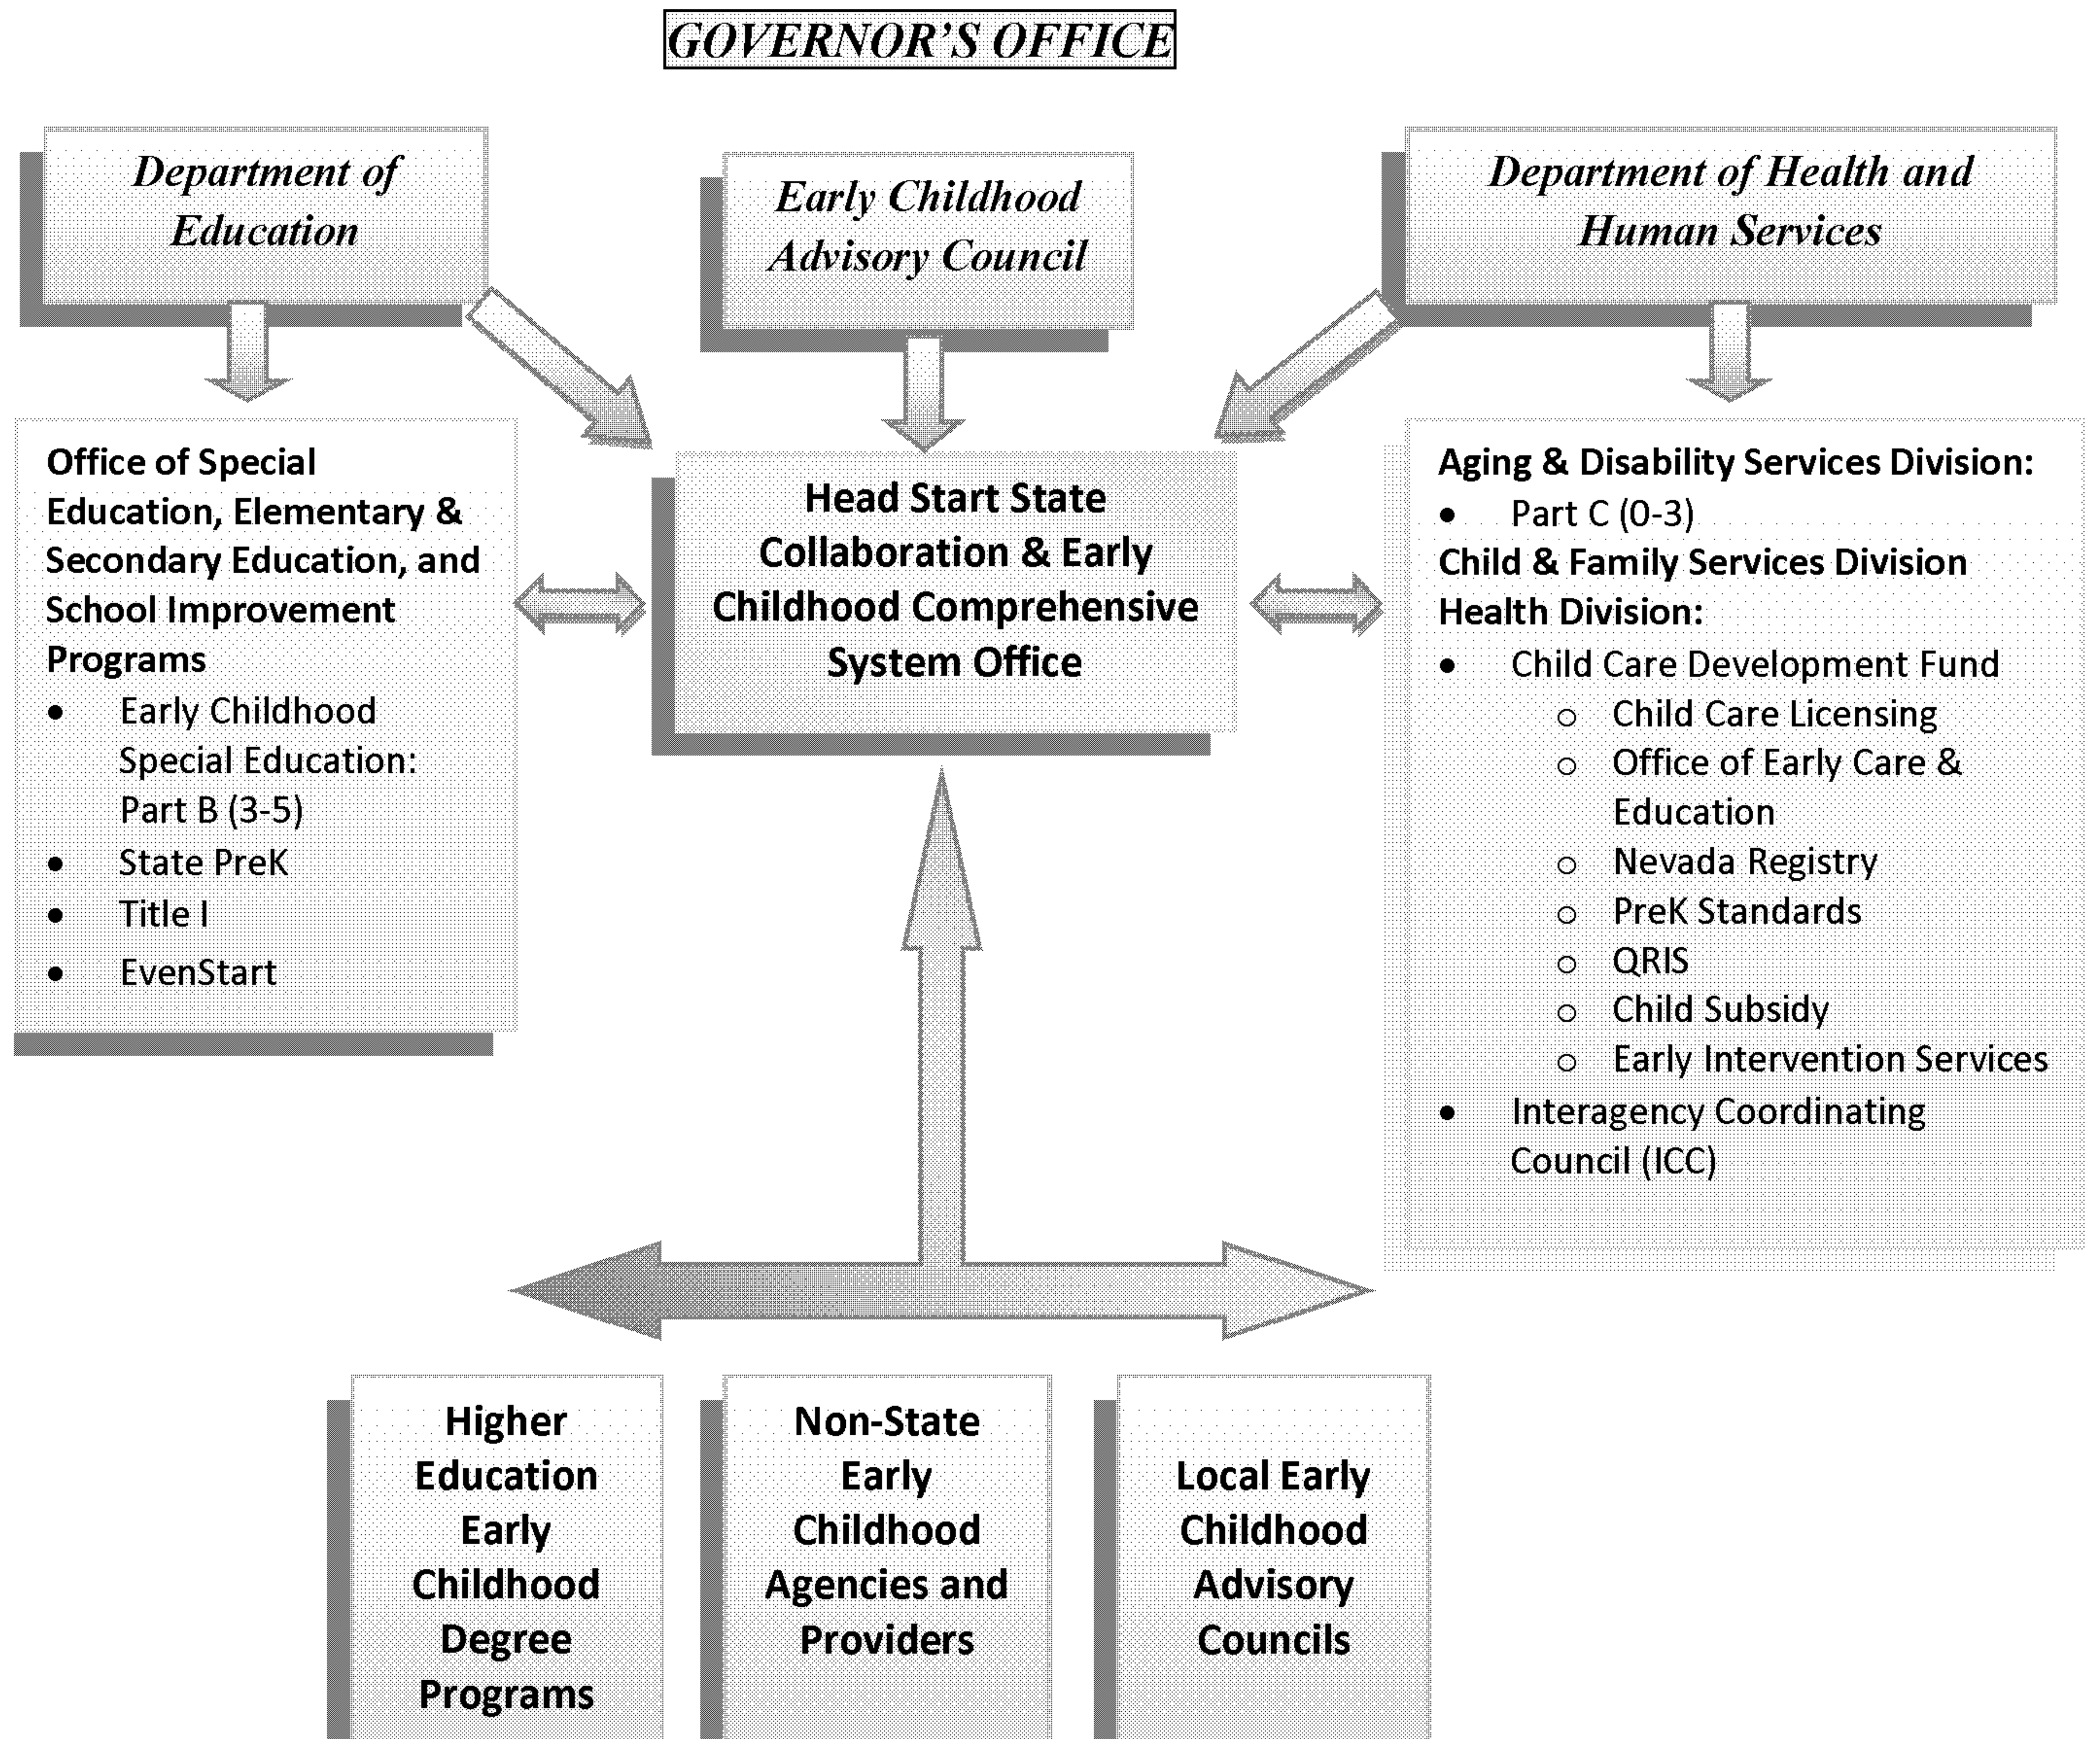 GOVERNOR'S OFFICE
Department of
Education
Early Childhood
Advisory Council
Department of Health and
Human Services
Office of Special
Education, Elementary &
Secondary Education, and
School Improvement
Programs
• Early Childhood
Special Education:
Part B (3-5)
• State PreK
• Title I
• EvenStart
Head Start State
Collaboration & Early
Childhood Comprehensive
System Office
Aging & Disability Services Division:
• Part C (0-3)
Child & Family Services Division
Health Division:
• Child Care Development Fund
o Child Care Licensing
o Office of Early Care &
Education
o Nevada Registry
o PreK Standards
o QRIS
o Child Subsidy
o Early Intervention Services
• Interagency Coordinating
Council (ICC)
Higher
Education
Early
Childhood
Degree
Programs
Non-State
Early
Childhood
Agencies and
Providers
Local Early
Childhood
Advisory
Councils